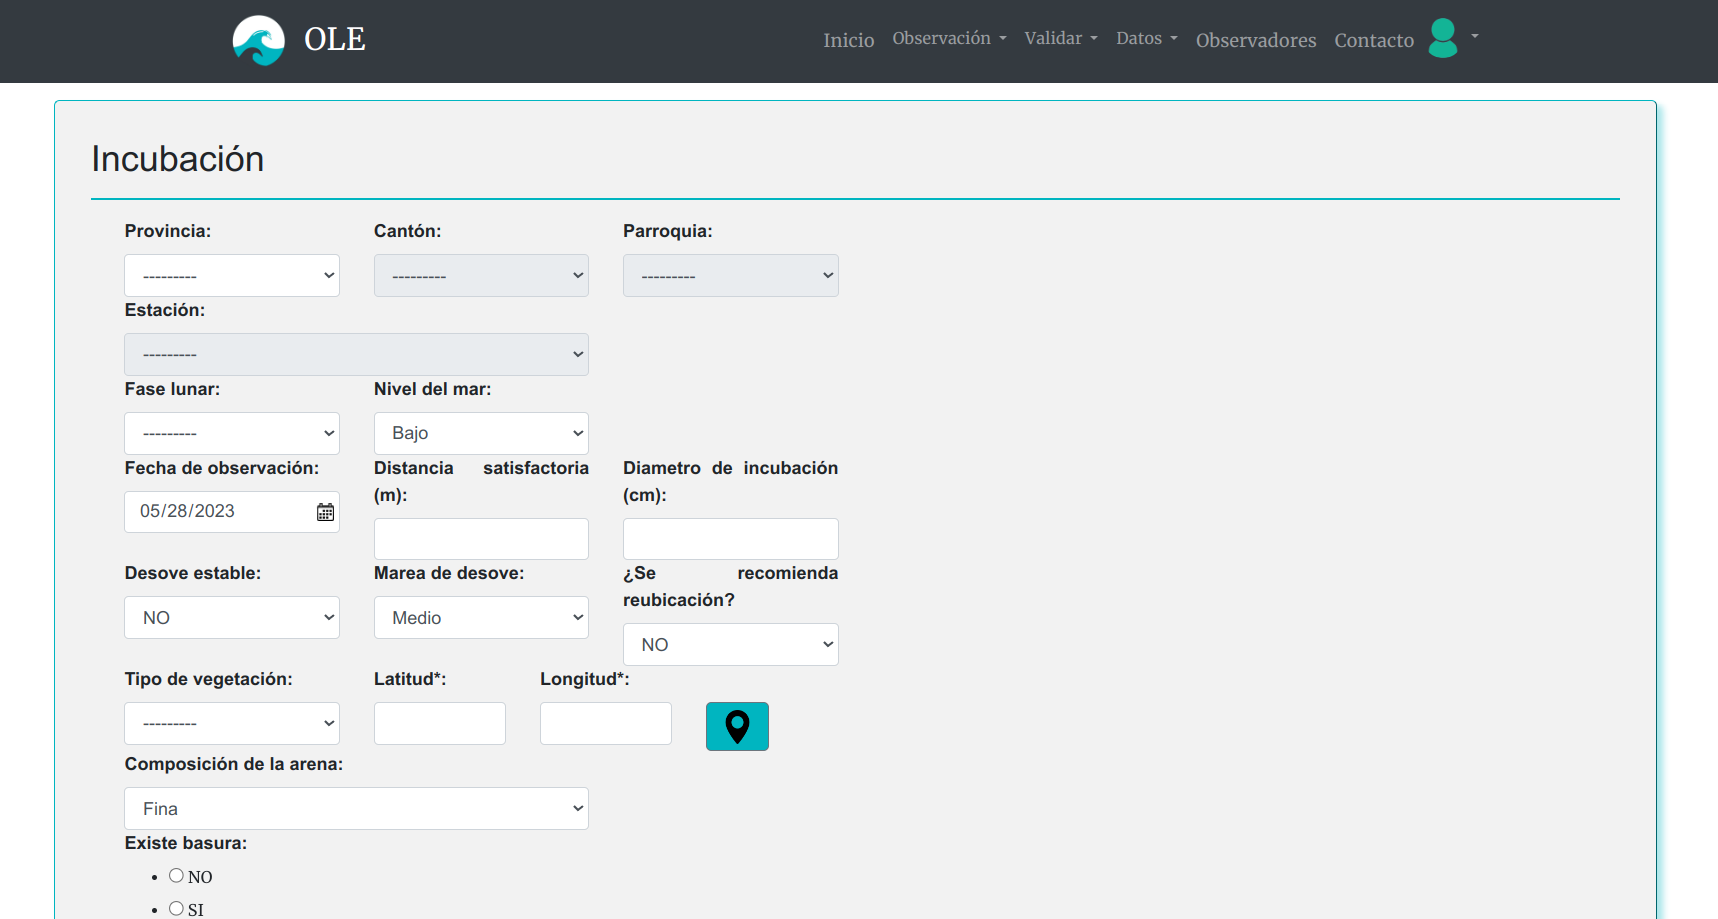 OLE
Inicio Observación Validar Datos Observadores Contacto
Incubación
Provincia: Cantón: Parroquia:
--------- --------- ---------
Estación:
---------
Fase lunar: Nivel del mar:
--------- Bajo
Fecha de observación: Distancia satisfactoria (m): Diametro de incubación (cm):
05/28/2023
Desove estable: Marea de desove: ¿Se recomienda reubicación?
NO Medio NO
Tipo de vegetación: Latitud*: Longitud*:
---------
Composición de la arena:
Fina
Existe basura:
• NO
• SI